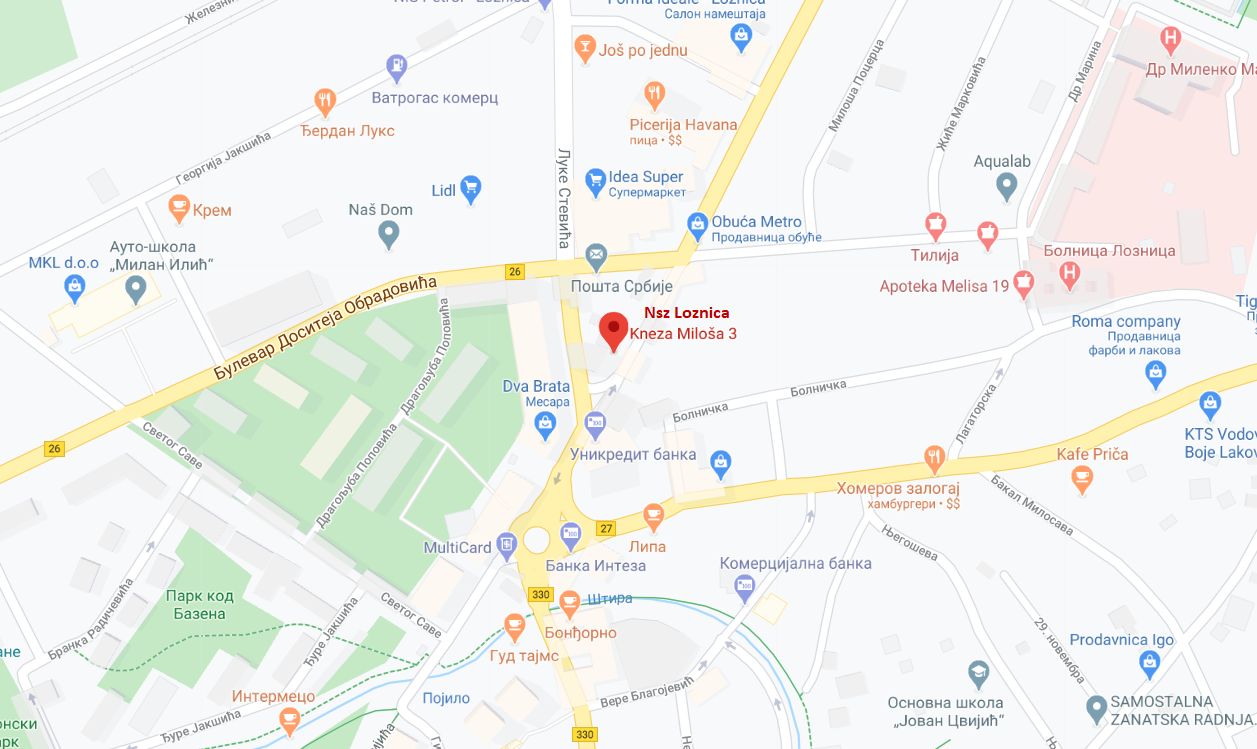 NIS Petrol - Loznica
Forma Ideale - Loznica
Салон намештаја
Još po jednu
Ватрогас комерц
Ђердан Лукс
Picerija Havana
пица • $$
Милоша Поцерца
Жиће Марковића
Др Марина
Др Миленко Ма
Георгија Јакшића
Луке Стевића
Lidl
Idea Super
Супермаркет
Aqualab
Крем
Naš Dom
Obuća Metro
Продавница обуће
Ауто-школа
„Милан Илић“
MKL d.o.o
26
Тилија
Болница Лозница
Пошта Србије
Apoteka Melisa 19
Булевар Доситеја Обрадовића
Nsz Loznica
Kneza Miloša 3
Roma company
Продавница
фарби и лакова
Tig
Драгољуба Поповића
Dva Brata
Месара
Болничка
Болничка
Лагаторска
Светог Саве
26
Уникредит банка
KTS Vodov
Boje Lakov
Kafe Priča
Драгољуба Поповића
Хомеров залогај
хамбургери • $$
Бакал Милосава
27
MultiCard
Липа
Његошева
Банка Интеза
Комерцијална банка
330
Штира
Парк код
Базена
Светог Саве
Бонђорно
Бранка Радичевића
Ђуре Јакшића
Гуд тајмс
29. новембра
Prodavnica Igo
Појило
Вере Благојевић
Интермецо
Основна школа
„Јован Цвијић“
SAMOSTALNA
ZANATSKA RADNJA
Ђуре Јакшића
330